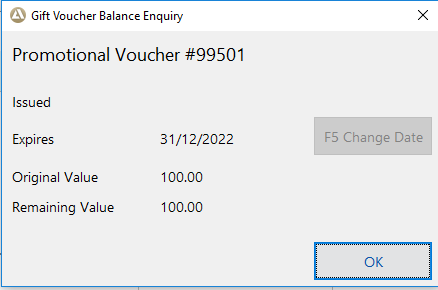 Gift Voucher Balance Enquiry
Promotional Voucher #99501
Issued
Expires 31/12/2022 F5 Change Date
Original Value 100.00
Remaining Value 100.00
OK